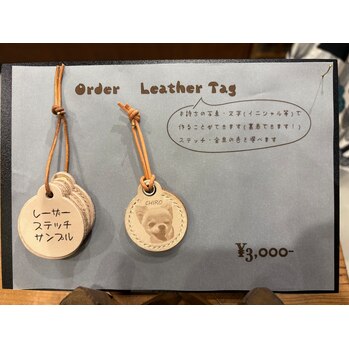 Order Leather Tag
お持ちの写真・文字(イニシャル等)で
作ることができます(裏表できます!)
ステッチ・金具の色を選べます
レーザー
ステッチ
サンプル
CHIRO
¥3,000-